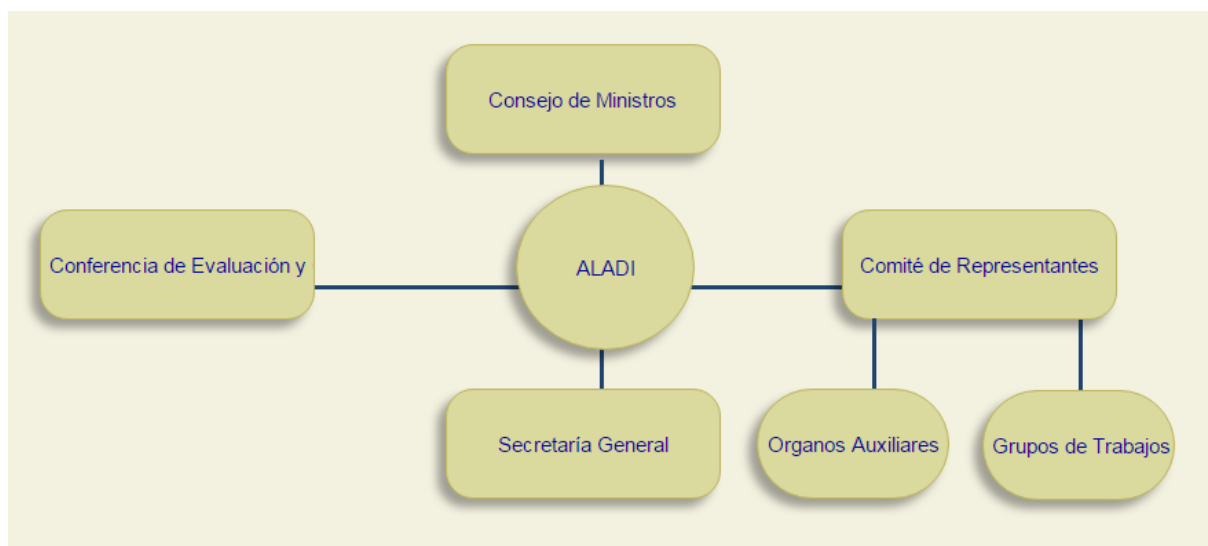 Consejo de Ministros
Conferencia de Evaluación y
ALADI
Comité de Representantes
Secretaría General
Organos Auxiliares
Grupos de Trabajos